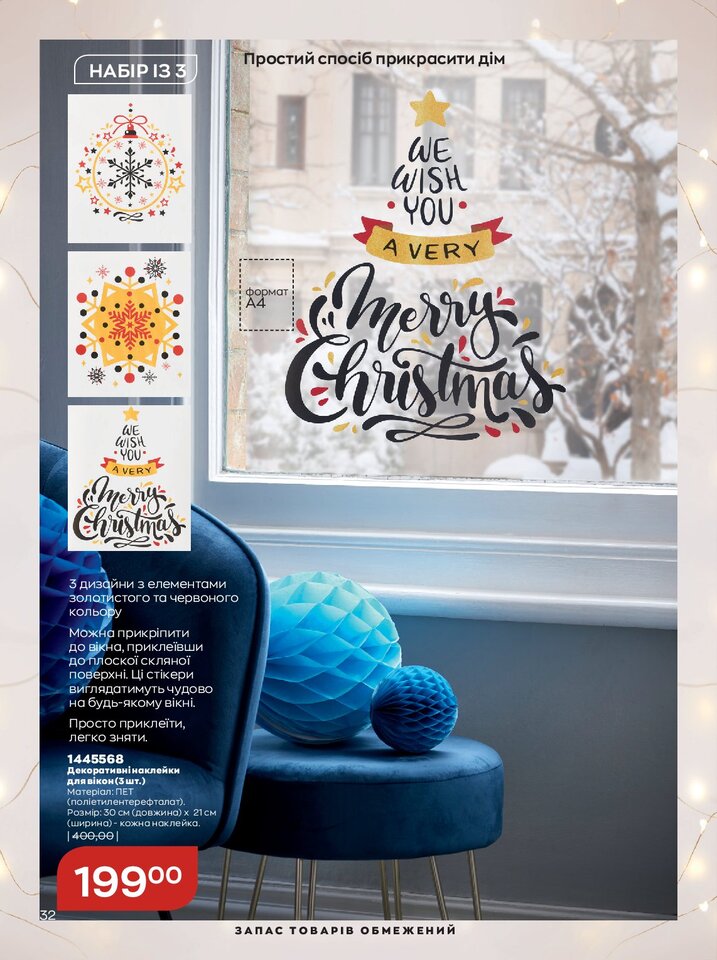 НАБІР ІЗ 3
Простий спосіб прикрасити дім
WE
WISH
YOU
A VERY
Merry
Christmas
формат
А4
WE
WISH
YOU
A VERY
Merry
Christmas
3 дизайни з елементами
золотистого та червоного
кольору
Можна прикріпити
до вікна, приклеївши
до плоскої скляної
поверхні. Ці стікери
виглядатимуть чудово
на будь-якому вікні.
Просто приклеїти,
легко зняти.
1445568
Декоративні наклейки
для вікон (3 шт.)
Матеріал: ПЕТ
(поліетилентерефталат).
Розмір: 30 см (довжина) х 21 см
(ширина) - кожна наклейка.
| 400,00 |
199⁰⁰
32
ЗАПАС ТОВАРІВ ОБМЕЖЕНИЙ